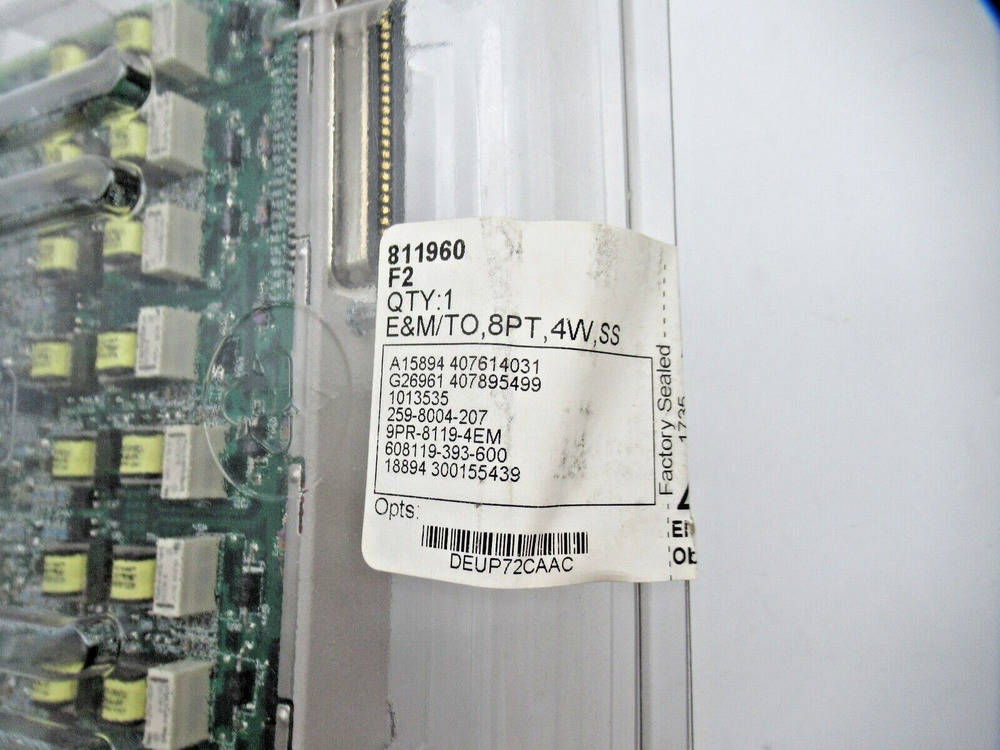 811960
F2
QTY:1
E&M/TO,8PT,4W,SS
A15894 407614031
G26961 407895499
1013535
259-8004-207
9PR-8119-4EM
608119-393-600
18894 300155439
Opts:
DEUP72CAAC
Factory Sealed